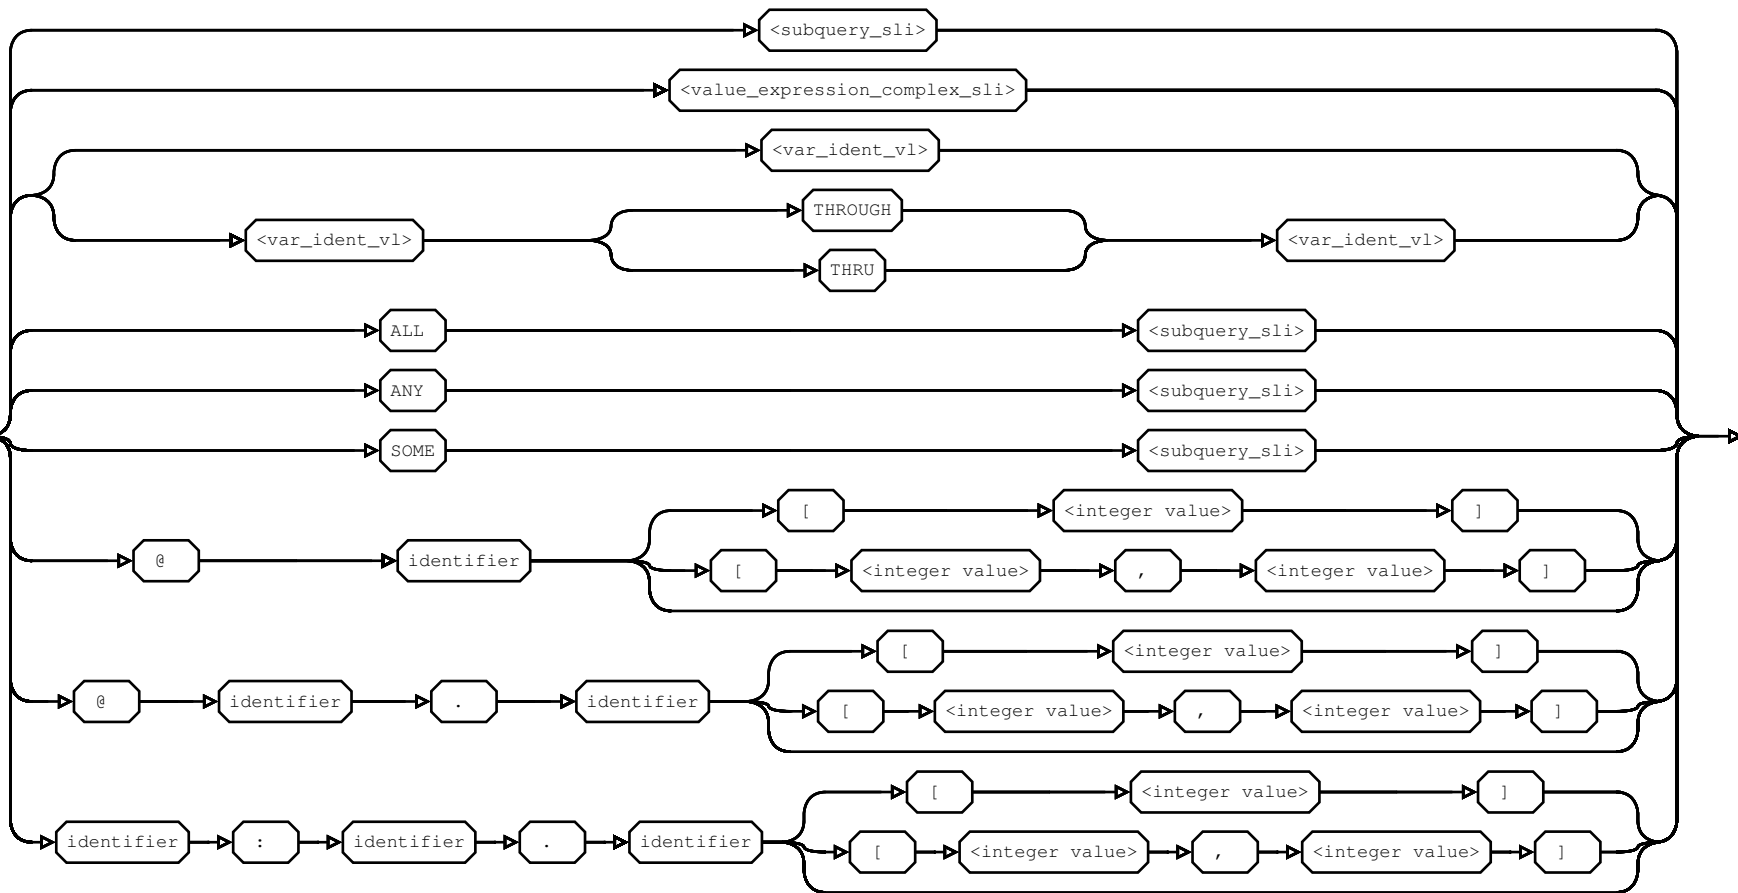 <subquery_sli>
<value_expression_complex_sli>
<var_ident_vl>
THROUGH
<var_ident_vl> <var_ident_vl>
THRU
ALL <subquery_sli>
ANY <subquery_sli>
SOME <subquery_sli>
[ <integer value> ]
@ identifier
[ <integer value> , <integer value> ]
[ <integer value> ]
@ identifier . identifier
[ <integer value> , <integer value> ]
[ <integer value> ]
identifier : identifier . identifier
[ <integer value> , <integer value> ]